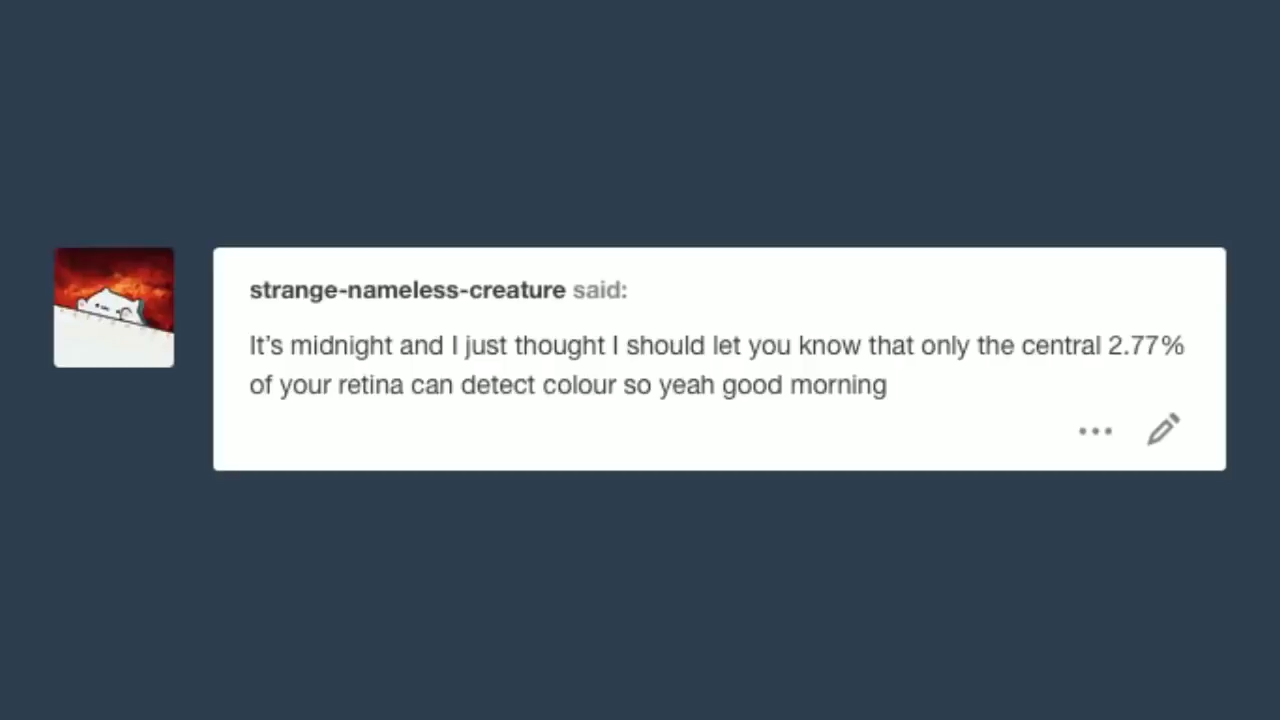 strange-nameless-creature said:
It’s midnight and I just thought I should let you know that only the central 2.77%
of your retina can detect colour so yeah good morning